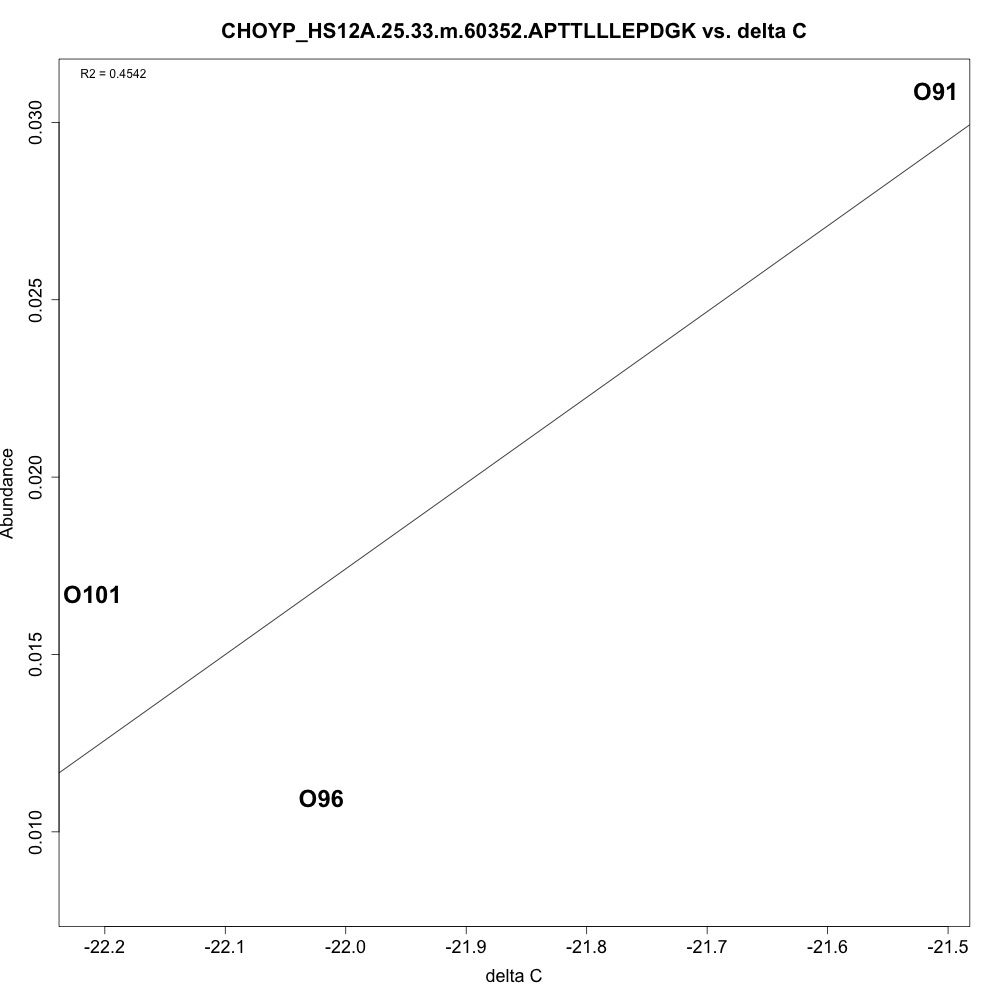 CHOYP_HS12A.25.33.m.60352.APTTLLLEPDGK vs. delta C
R2 = 0.4542
O91
O101
O96
Abundance
0.030
0.025
0.020
0.015
0.010
-22.2 -22.1 -22.0 -21.9 -21.8 -21.7 -21.6 -21.5
delta C